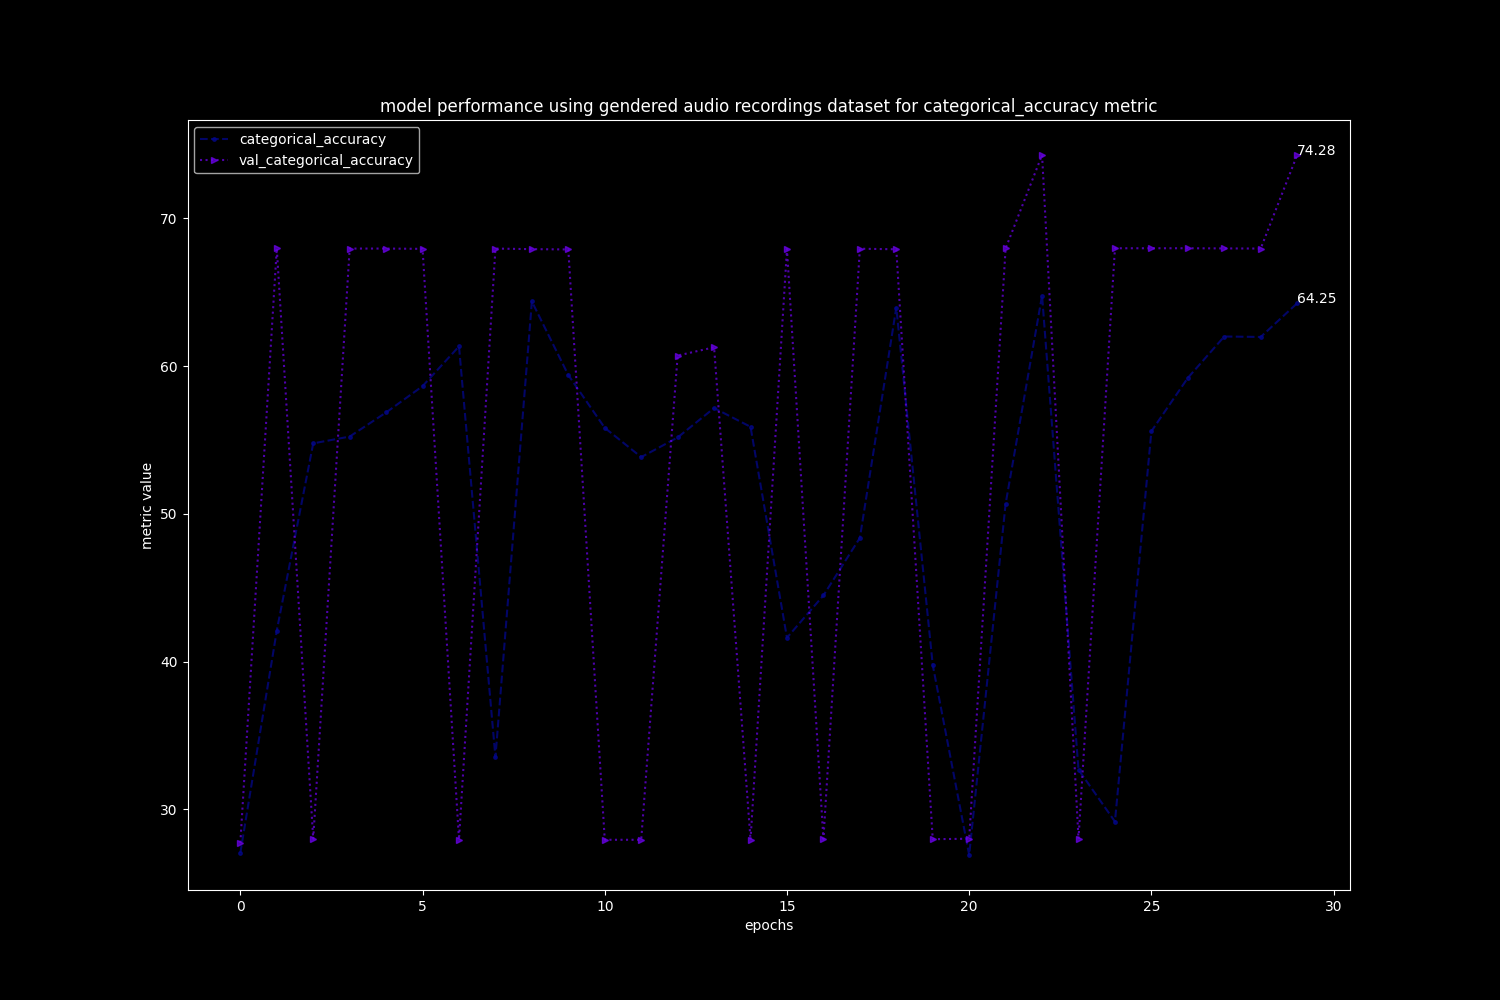 model performance using gendered audio recordings dataset for categorical_accuracy metric
categorical_accuracy
val_categorical_accuracy
74.28
64.25
70
60
50
40
30
metric value
0 5 10 15 20 25 30
epochs